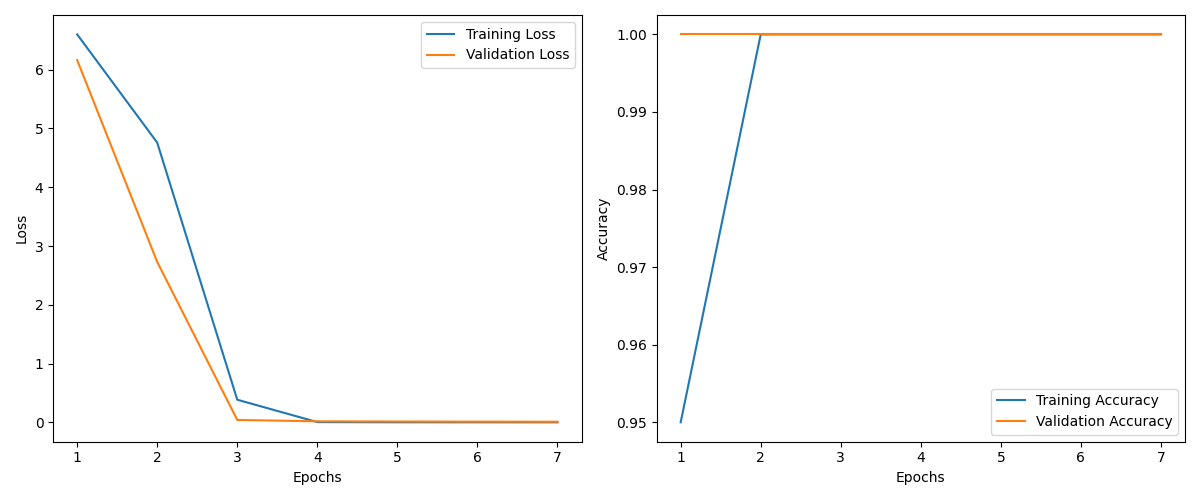 Training Loss
Validation Loss
Loss
6
5
4
3
2
1
0
1 2 3 4 5 6 7
Epochs
Accuracy
1.00
0.99
0.98
0.97
0.96
0.95
Training Accuracy
Validation Accuracy
1 2 3 4 5 6 7
Epochs